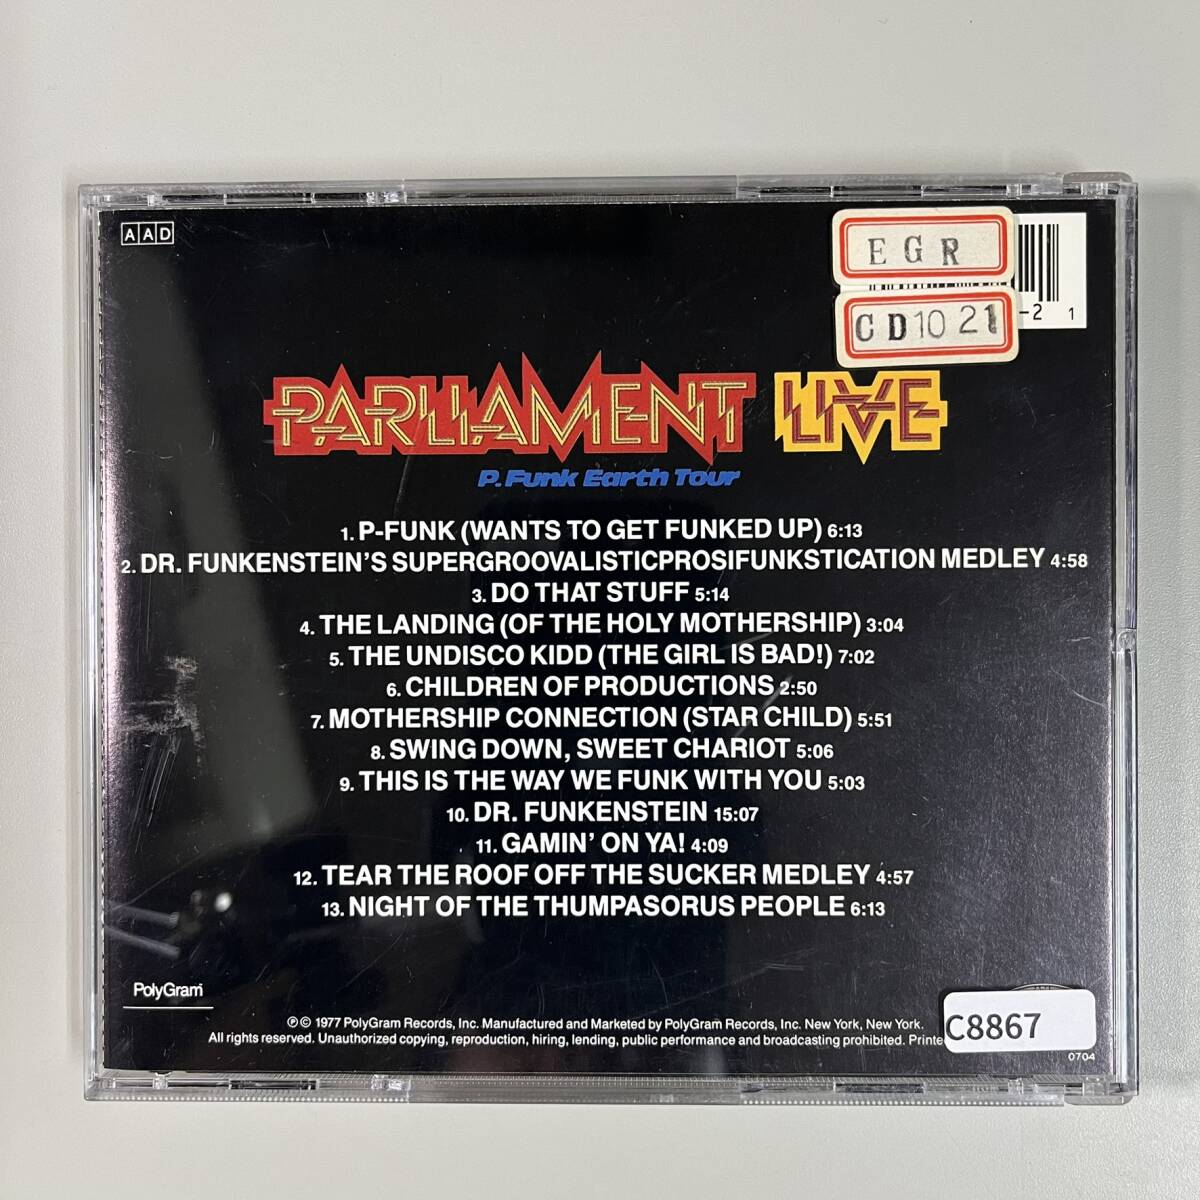 AAD
EGR
CD1021
-2 1
PARLIAMENT LIVE
P.Funk Earth Tour
1. P-FUNK (WANTS TO GET FUNKED UP) 6:13
2. DR. FUNKENSTEIN'S SUPERGROOVALISTICPROSIFUNKSTICATION MEDLEY 4:58
3. DO THAT STUFF 5:14
4. THE LANDING (OF THE HOLY MOTHERSHIP) 3:04
5. THE UNDISCO KIDD (THE GIRL IS BAD!) 7:02
6. CHILDREN OF PRODUCTIONS 2:50
7. MOTHERSHIP CONNECTION (STAR CHILD) 5:51
8. SWING DOWN, SWEET CHARIOT 5:06
9. THIS IS THE WAY WE FUNK WITH YOU 5:03
10. DR. FUNKENSTEIN 15:07
11. GAMIN' ON YA! 4:09
12. TEAR THE ROOF OFF THE SUCKER MEDLEY 4:57
13. NIGHT OF THE THUMPASORUS PEOPLE 6:13
PolyGram
℗ © 1977 PolyGram Records, Inc. Manufactured and Marketed by PolyGram Records, Inc. New York, New York.
All rights reserved. Unauthorized copying, reproduction, hiring, lending, public performance and broadcasting prohibited. Printe
C8867
0704